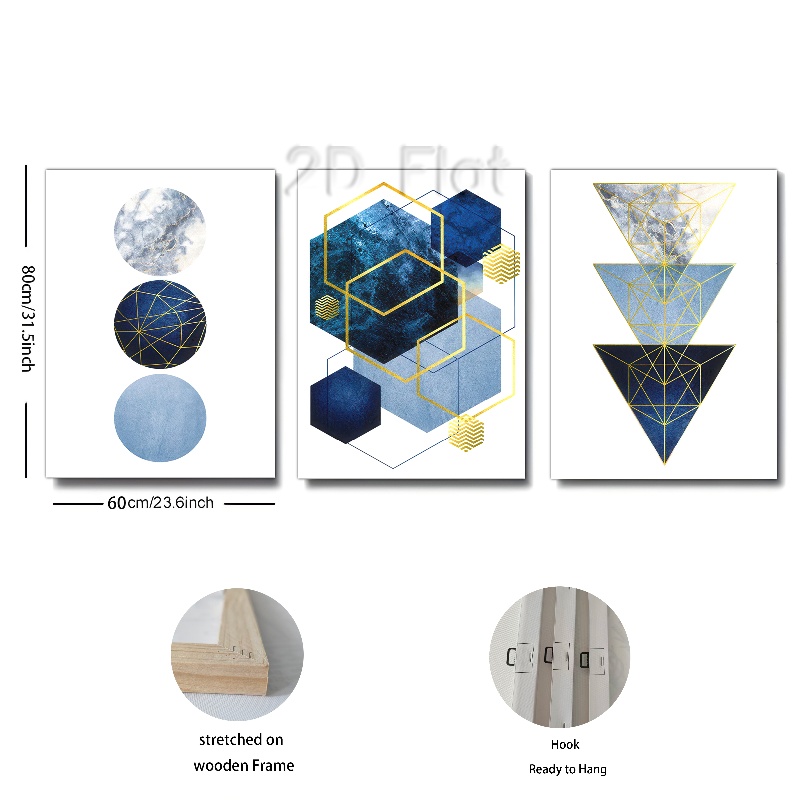 2D Flat
80cm/31.5inch
60cm/23.6inch
stretched on
wooden Frame
Hook
Ready to Hang